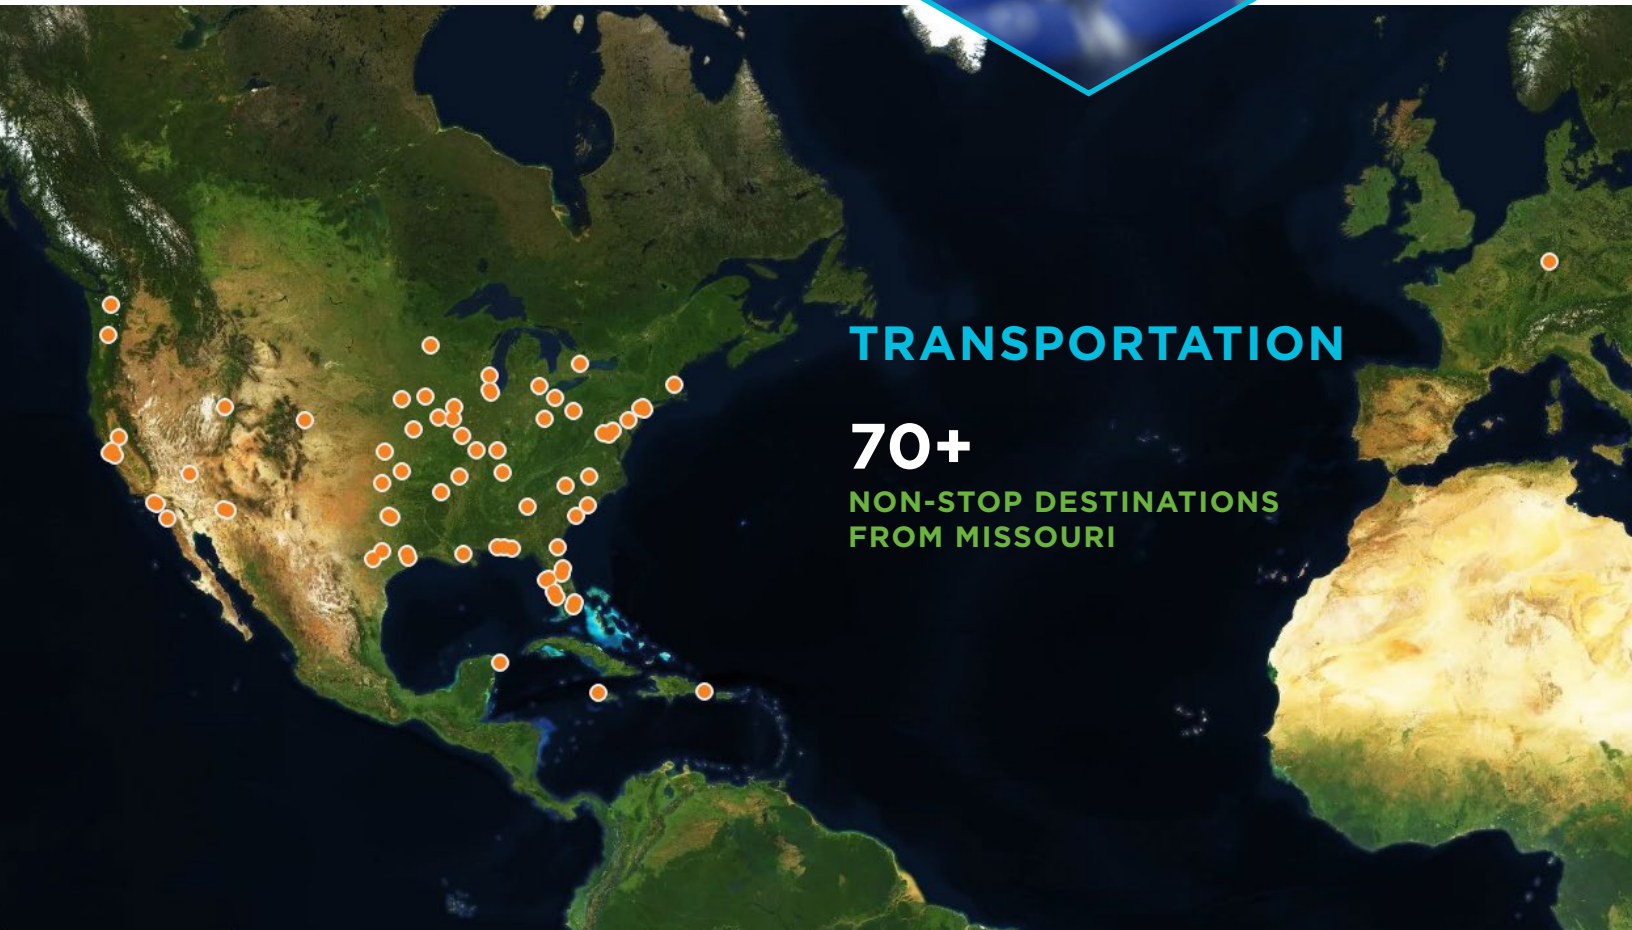 TRANSPORTATION
70+
NON-STOP DESTINATIONS
FROM MISSOURI